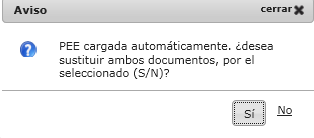 Aviso cerrar
PEE cargada automáticamente. ¿desea
sustituir ambos documentos, por el
seleccionado (S/N)?
Sí No